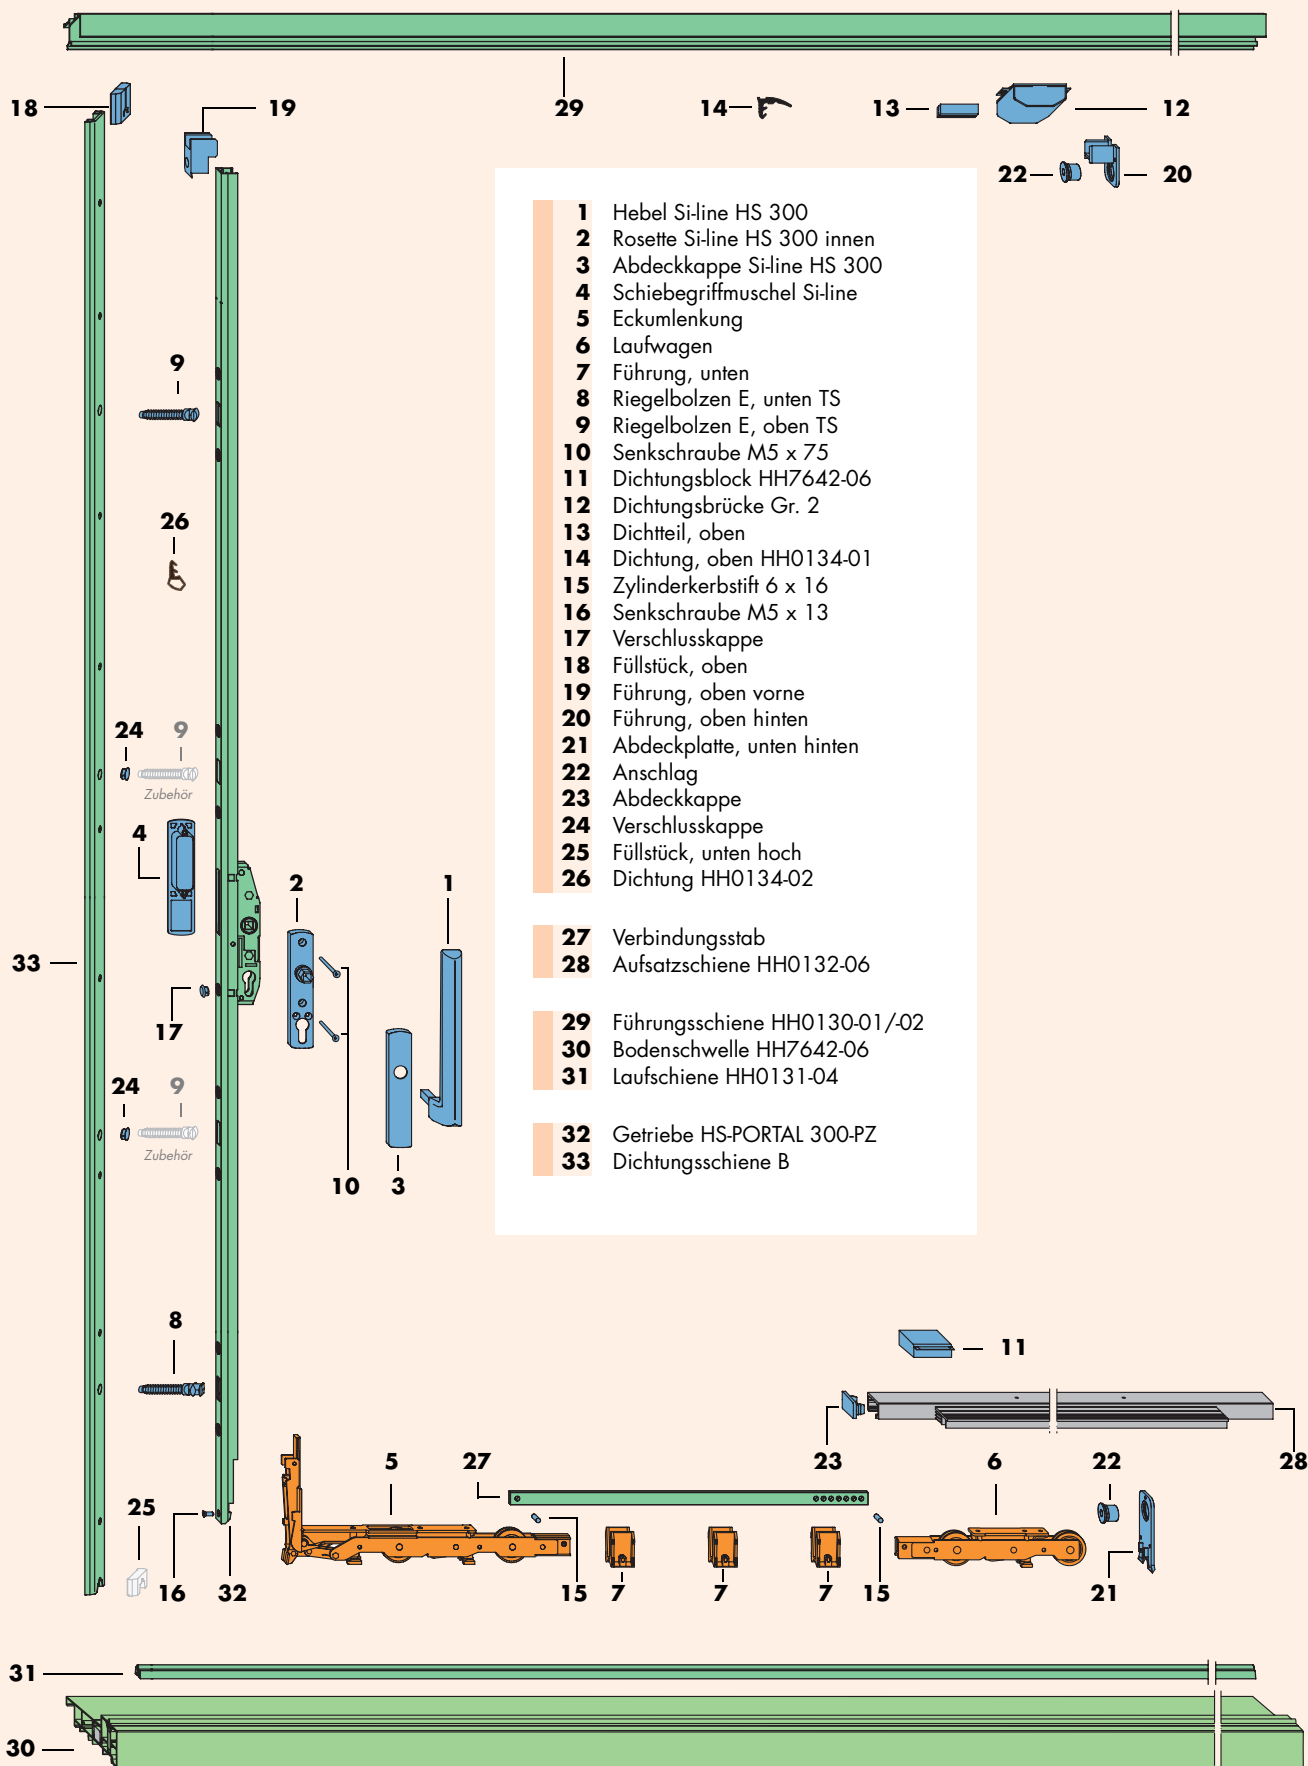 29
18
19
14
13
12
22
20
1 Hebel Si-line HS 300
2 Rosette Si-line HS 300 innen
3 Abdeckkappe Si-line HS 300
4 Schiebegriffmuschel Si-line
5 Eckumlenkung
6 Laufwagen
7 Führung, unten
8 Riegelbolzen E, unten TS
9 Riegelbolzen E, oben TS
10 Senkschraube M5 x 75
11 Dichtungsblock HH7642-06
12 Dichtungsbrücke Gr. 2
13 Dichtteil, oben
14 Dichtung, oben HH0134-01
15 Zylinderkerbstift 6 x 16
16 Senkschraube M5 x 13
17 Verschlusskappe
18 Füllstück, oben
19 Führung, oben vorne
20 Führung, oben hinten
21 Abdeckplatte, unten hinten
22 Anschlag
23 Abdeckkappe
24 Verschlusskappe
25 Füllstück, unten hoch
26 Dichtung HH0134-02
27 Verbindungsstab
28 Aufsatzschiene HH0132-06
29 Führungsschiene HH0130-01/-02
30 Bodenschwelle HH7642-06
31 Laufschiene HH0131-04
32 Getriebe HS-PORTAL 300-PZ
33 Dichtungsschiene B
9
26
24 9
Zubehör
4
2
1
33
17
24 9
Zubehör
10
3
8
11
5
27
23
6
22
28
25
16
32
15
7
7
7
15
21
31
30